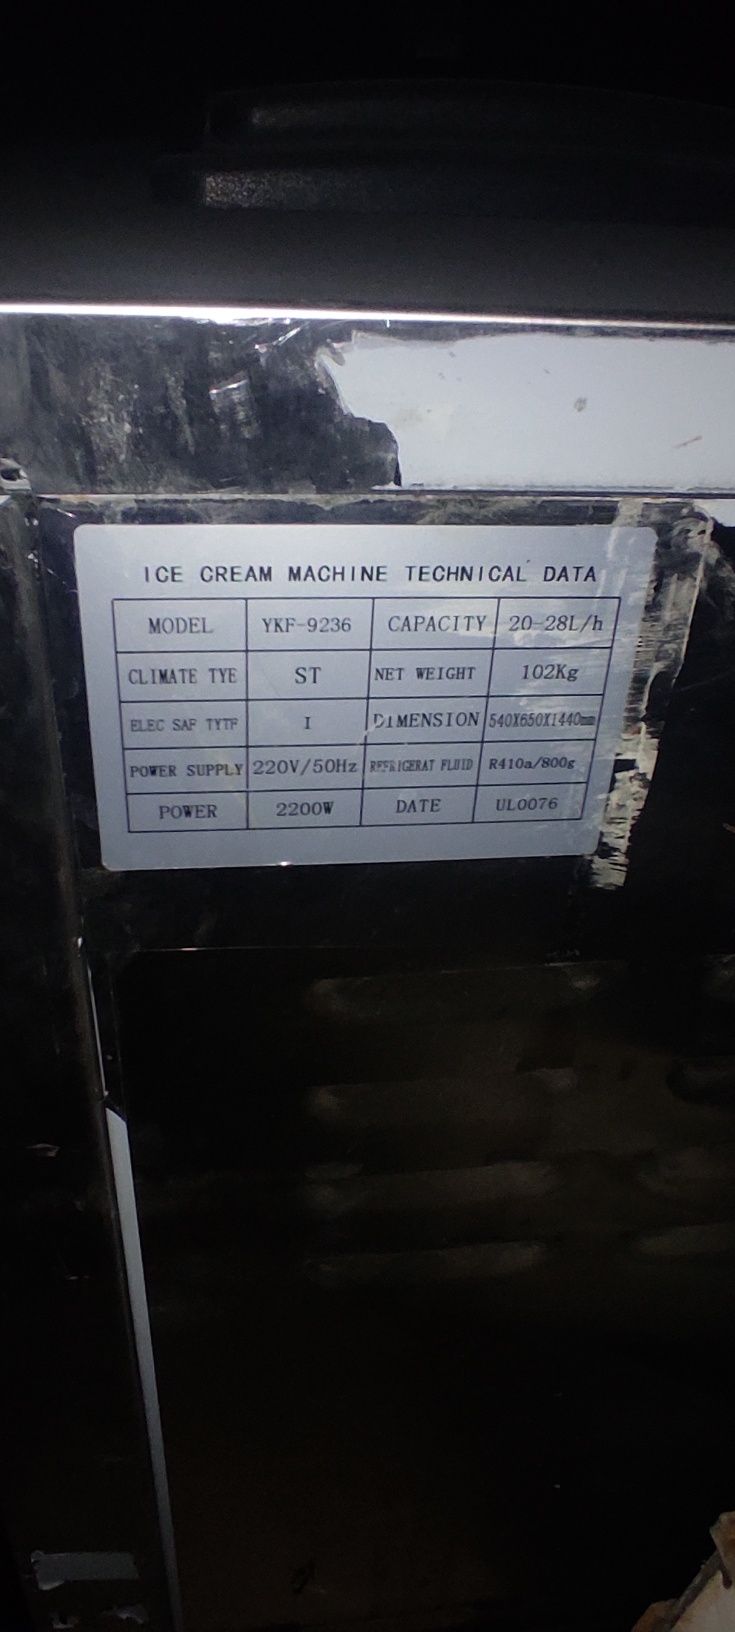 ICE CREAM MACHINE TECHNICAL DATA
MODEL YKF-9236 CAPACITY 20-28L/h
CLIMATE TYE ST NET WEIGHT 102Kg
ELEC SAF TYTF I DIMENSION 540X650X1440mm
POWER SUPPLY 220V/50Hz REFRIGERAT FLUID R410a/800g
POWER 2200W DATE UL0076